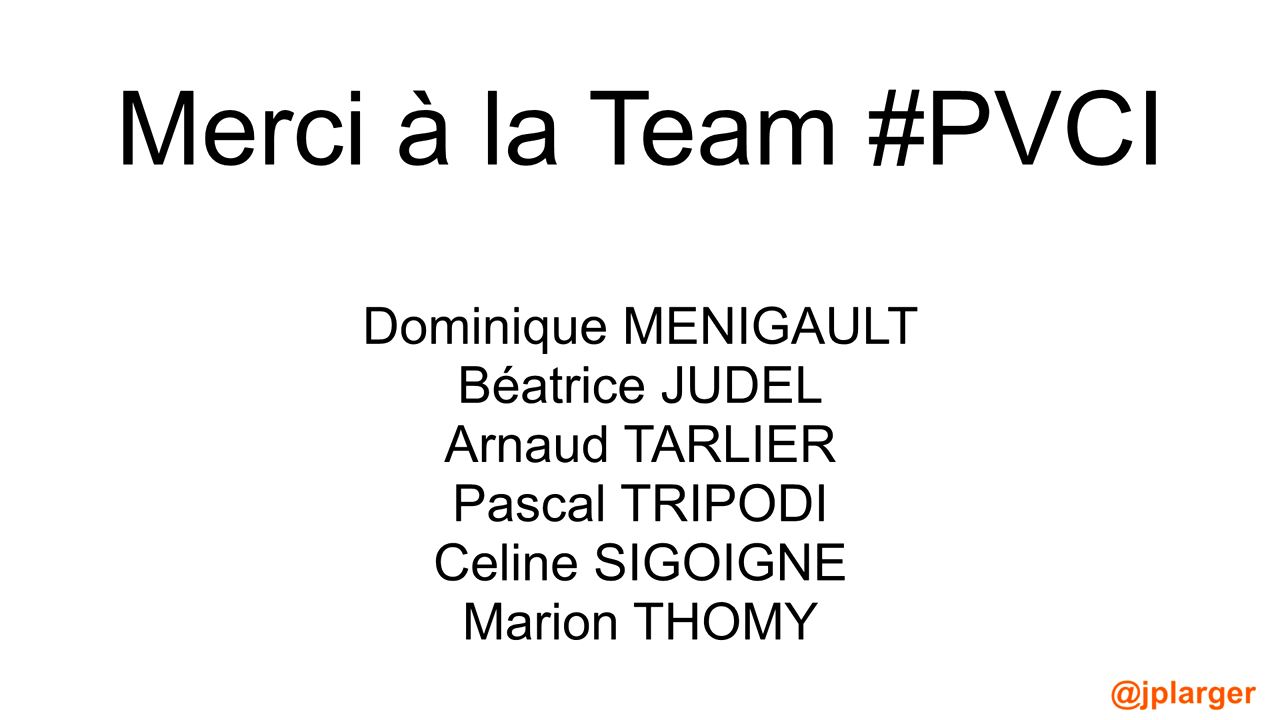 Merci à la Team #PVCI
Dominique MENIGAULT
Béatrice JUDEL
Arnaud TARLIER
Pascal TRIPODI
Celine SIGOIGNE
Marion THOMY
@jplarger